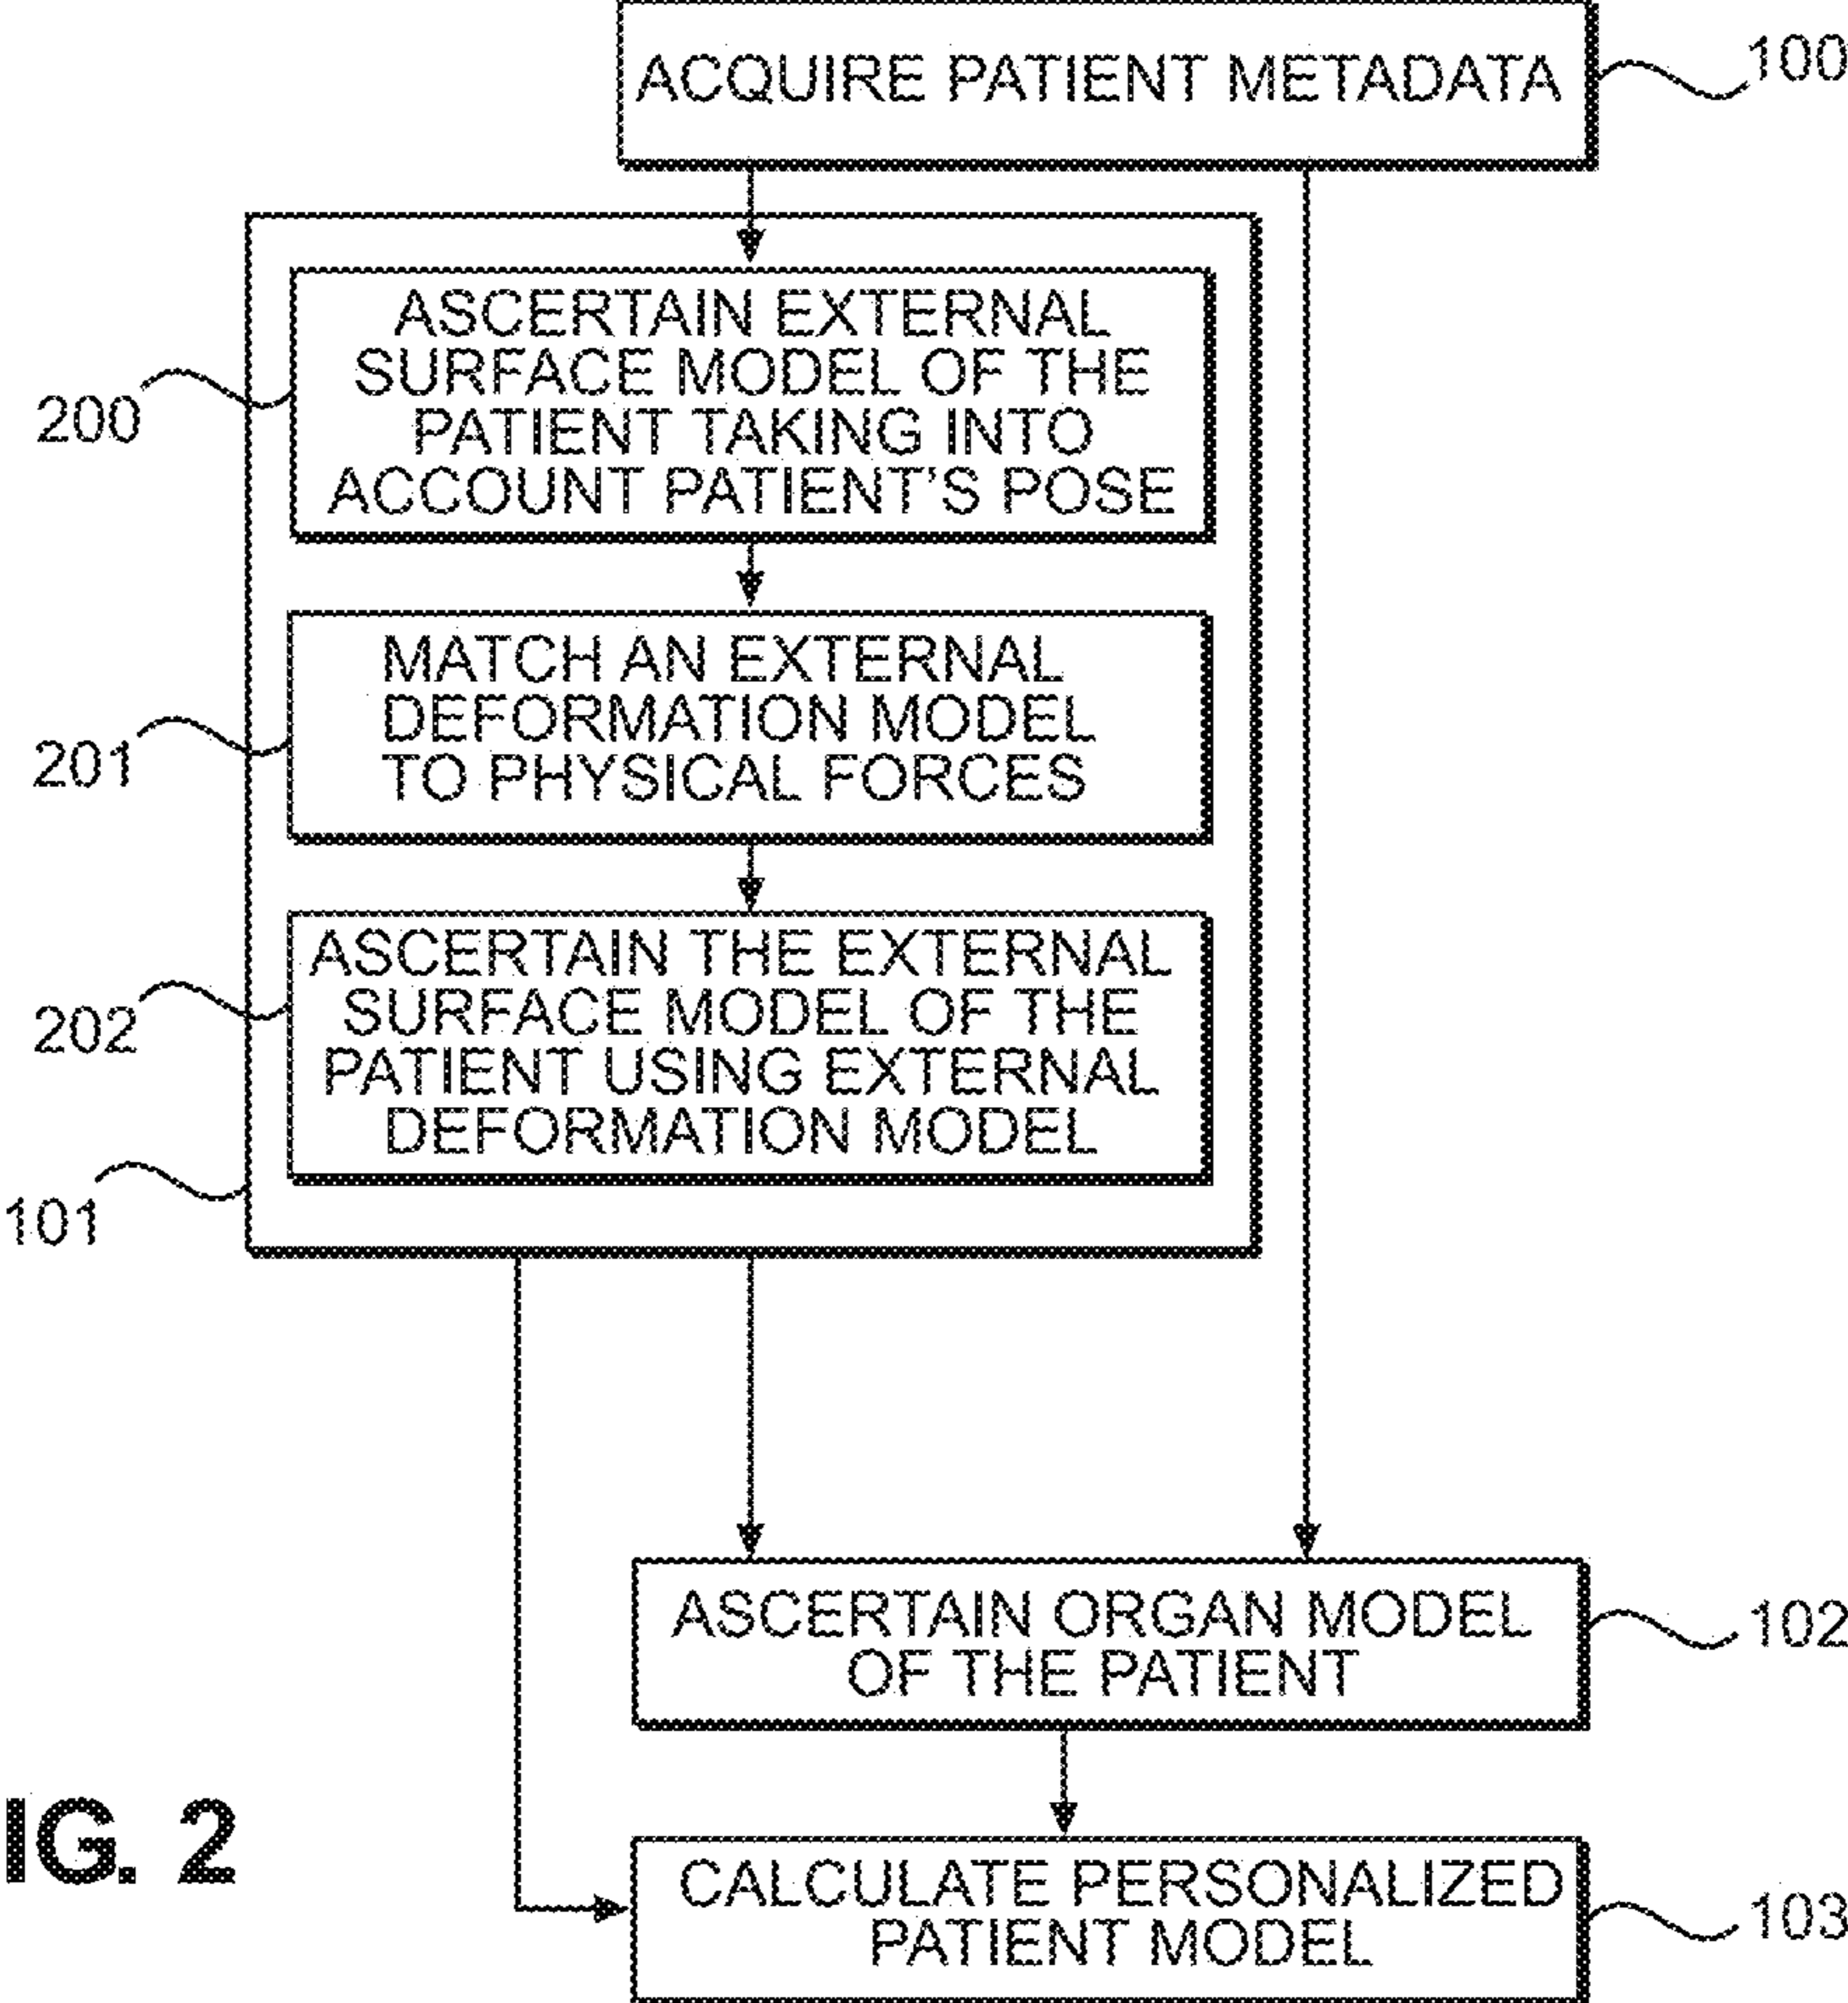 ACQUIRE PATIENT METADATA
100
ASCERTAIN EXTERNAL
SURFACE MODEL OF THE
PATIENT TAKING INTO
ACCOUNT PATIENT'S POSE
200
MATCH AN EXTERNAL
DEFORMATION MODEL
TO PHYSICAL FORCES
201
ASCERTAIN THE EXTERNAL
SURFACE MODEL OF THE
PATIENT USING EXTERNAL
DEFORMATION MODEL
202
101
ASCERTAIN ORGAN MODEL
OF THE PATIENT
102
CALCULATE PERSONALIZED
PATIENT MODEL
103
IG. 2